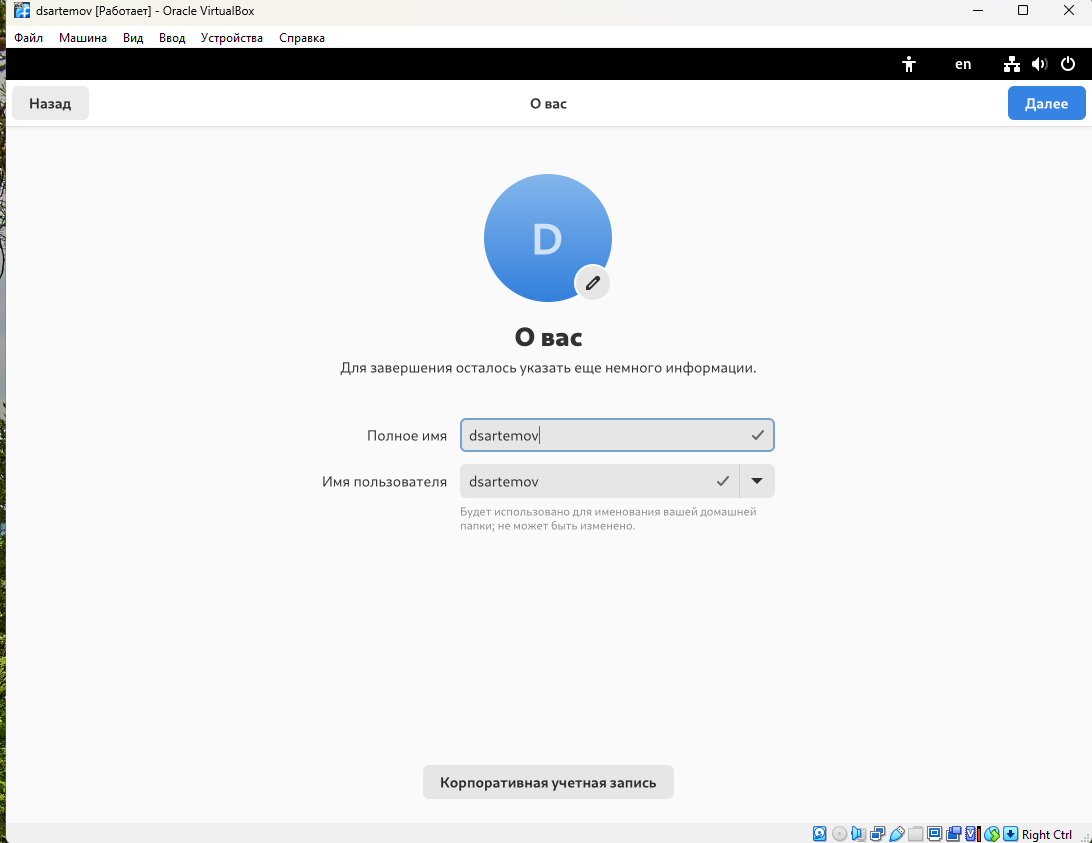 dsartemov [Работает] - Oracle VirtualBox
Файл Машина Вид Ввод Устройства Справка
en
Назад О вас Далее
D
О вас
Для завершения осталось указать еще немного информации.
Полное имя dsartemov
Имя пользователя dsartemov
Будет использовано для именования вашей домашней
папки; не может быть изменено.
Корпоративная учетная запись
Right Ctrl